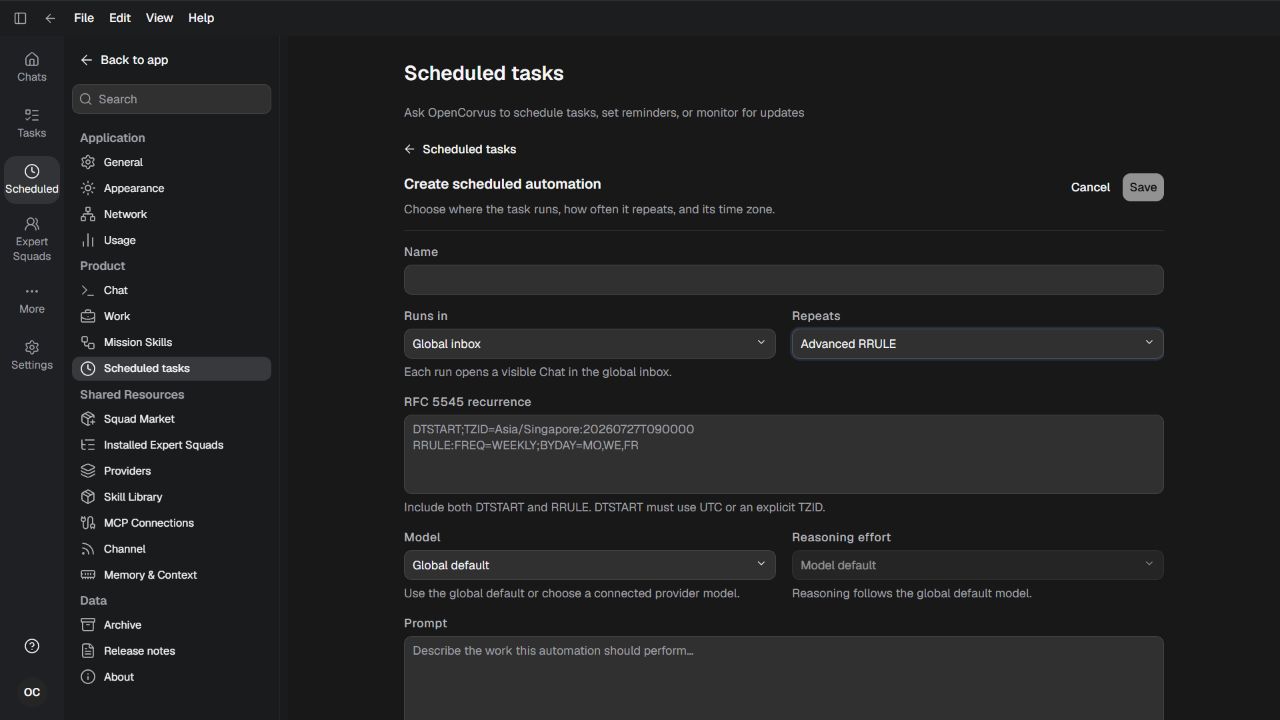 File Edit View Help
Chats
Tasks
Scheduled
Expert
Squads
More
Settings
OC
Back to app
Search
Application
General
Appearance
Network
Usage
Product
Chat
Work
Mission Skills
Scheduled tasks
Shared Resources
Squad Market
Installed Expert Squads
Providers
Skill Library
MCP Connections
Channel
Memory & Context
Data
Archive
Release notes
About
Scheduled tasks
Ask OpenCorvus to schedule tasks, set reminders, or monitor for updates
Scheduled tasks
Create scheduled automation
Choose where the task runs, how often it repeats, and its time zone.
Cancel Save
Name
Runs in
Global inbox
Each run opens a visible Chat in the global inbox.
Repeats
Advanced RRULE
RFC 5545 recurrence
DTSTART;TZID=Asia/Singapore:20260727T090000
RRULE:FREQ=WEEKLY;BYDAY=MO,WE,FR
Include both DTSTART and RRULE. DTSTART must use UTC or an explicit TZID.
Model
Global default
Use the global default or choose a connected provider model.
Reasoning effort
Model default
Reasoning follows the global default model.
Prompt
Describe the work this automation should perform…